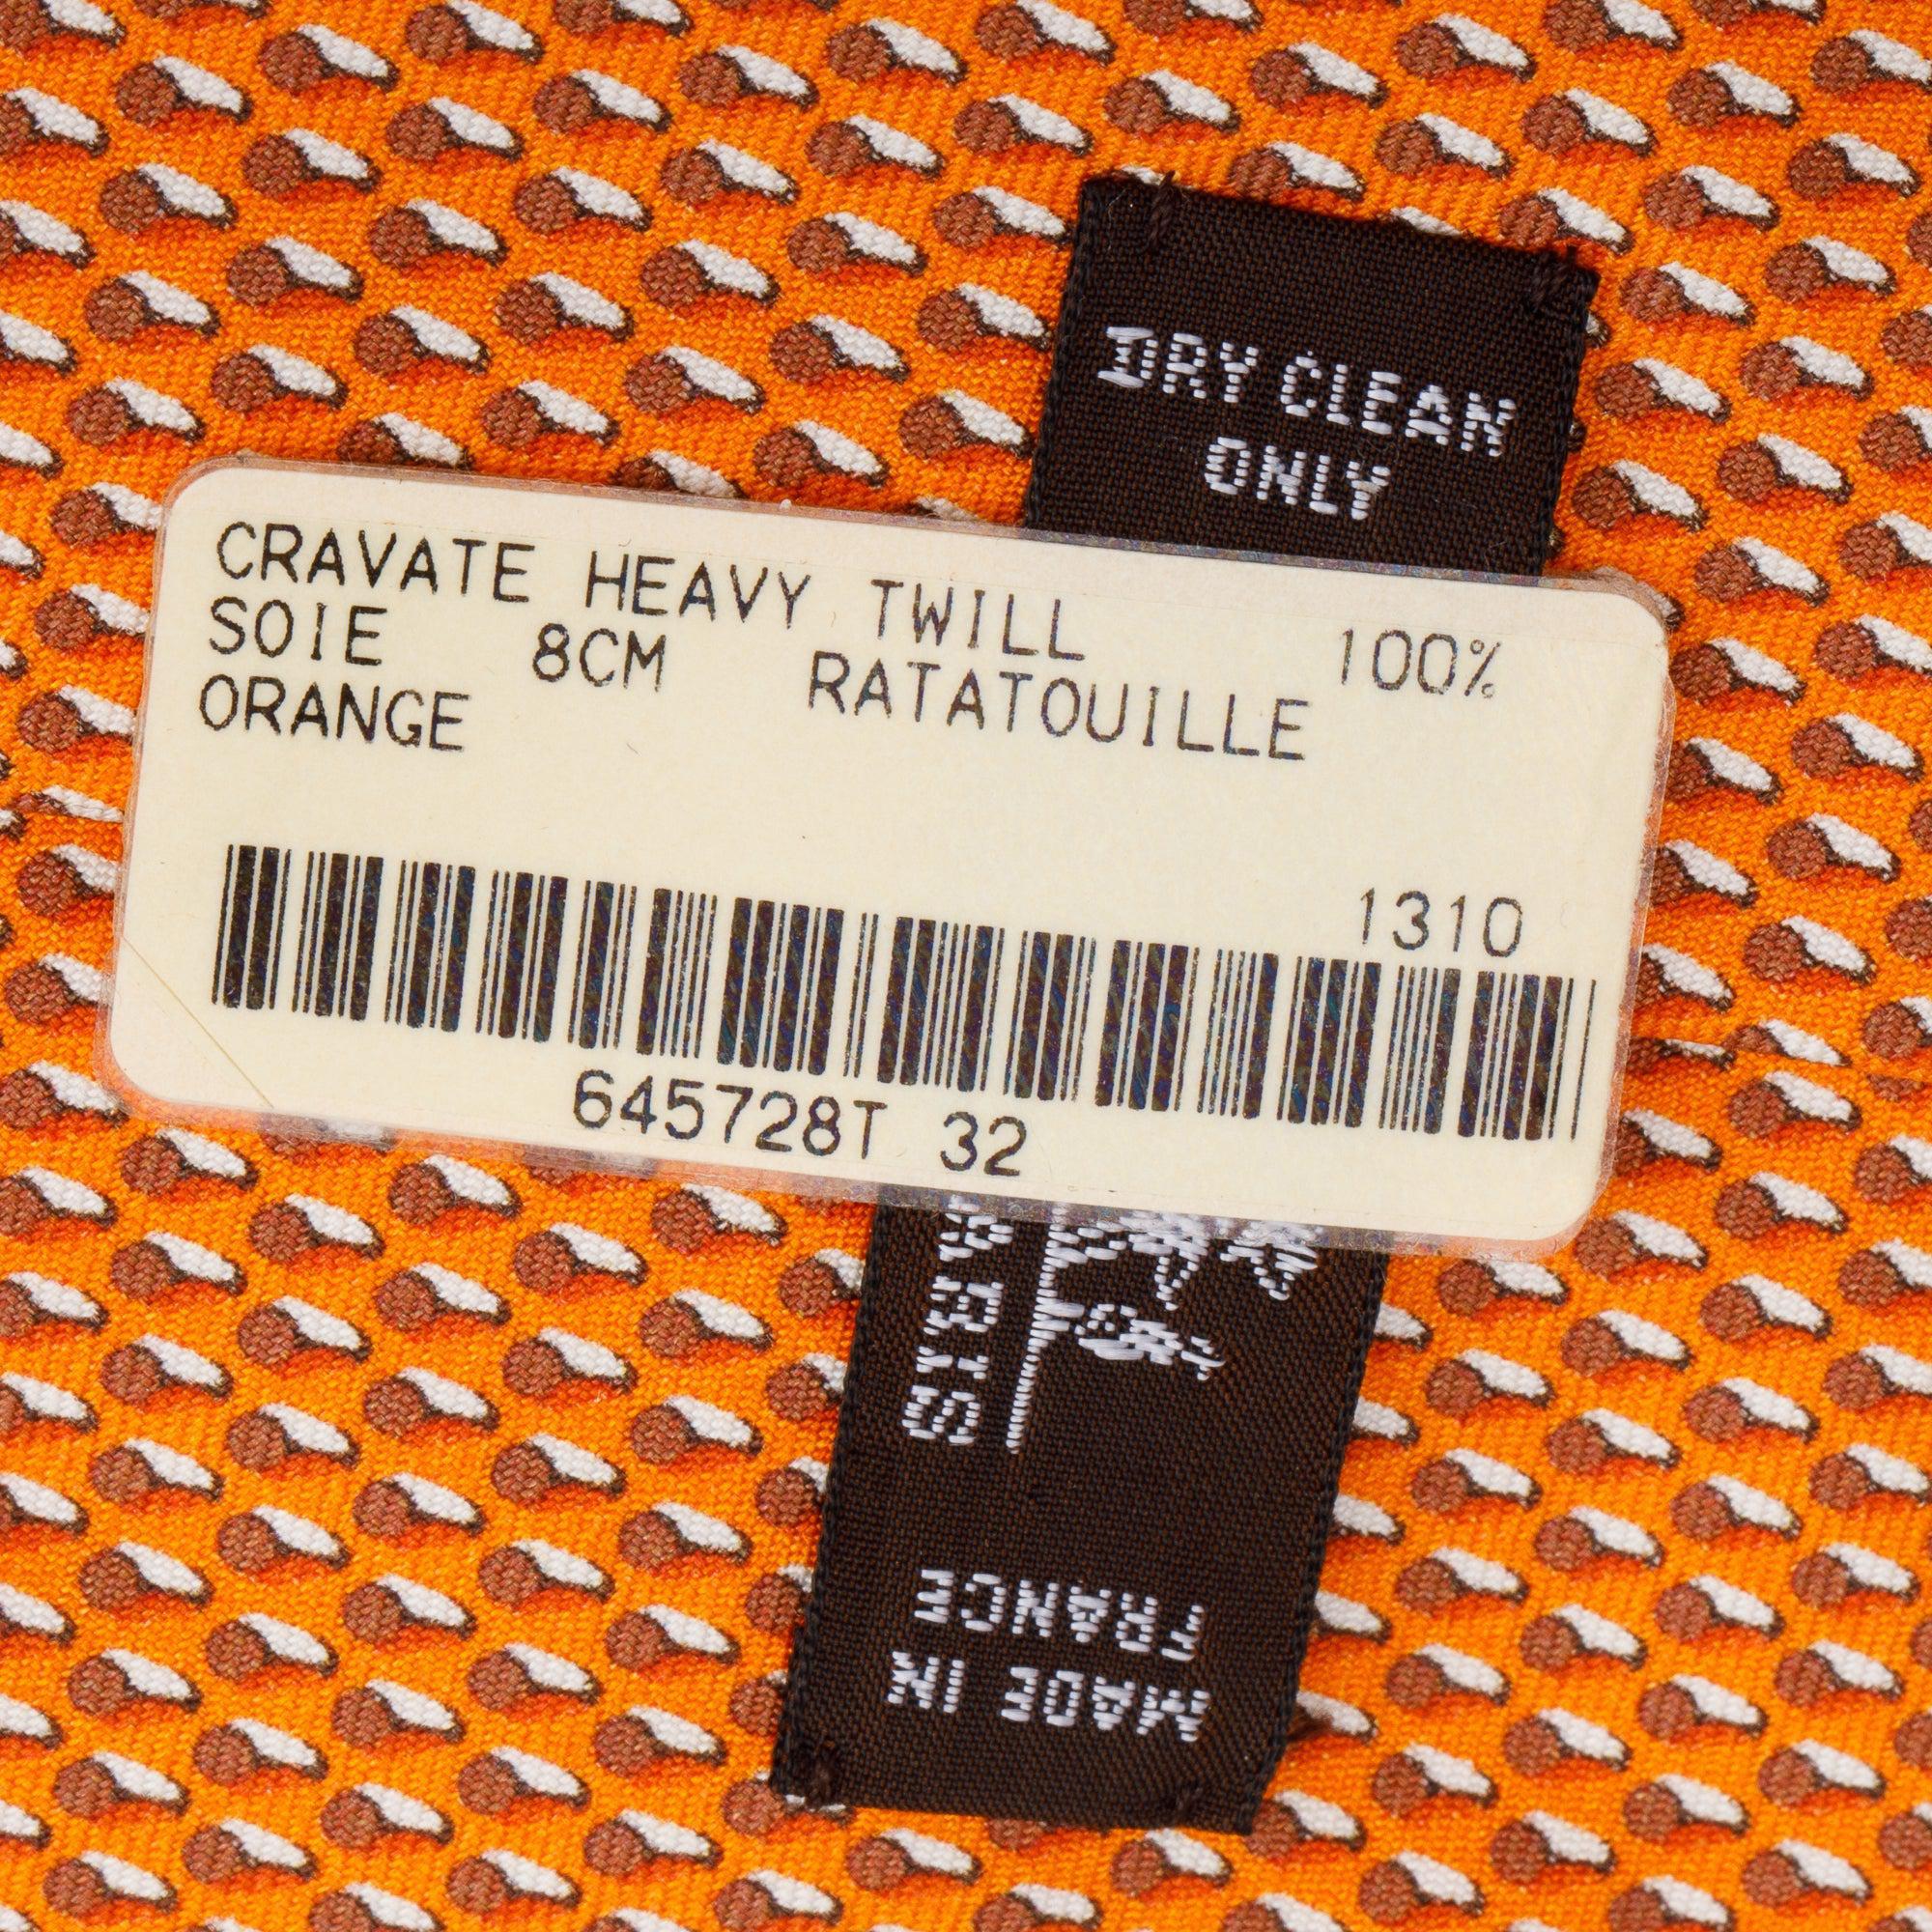 DRY CLEAN
ONLY
CRAVATE HEAVY TWILL 100%
SOIE 8CM RATATOUILLE
ORANGE
1310
645728T 32
MADE IN
FRANCE